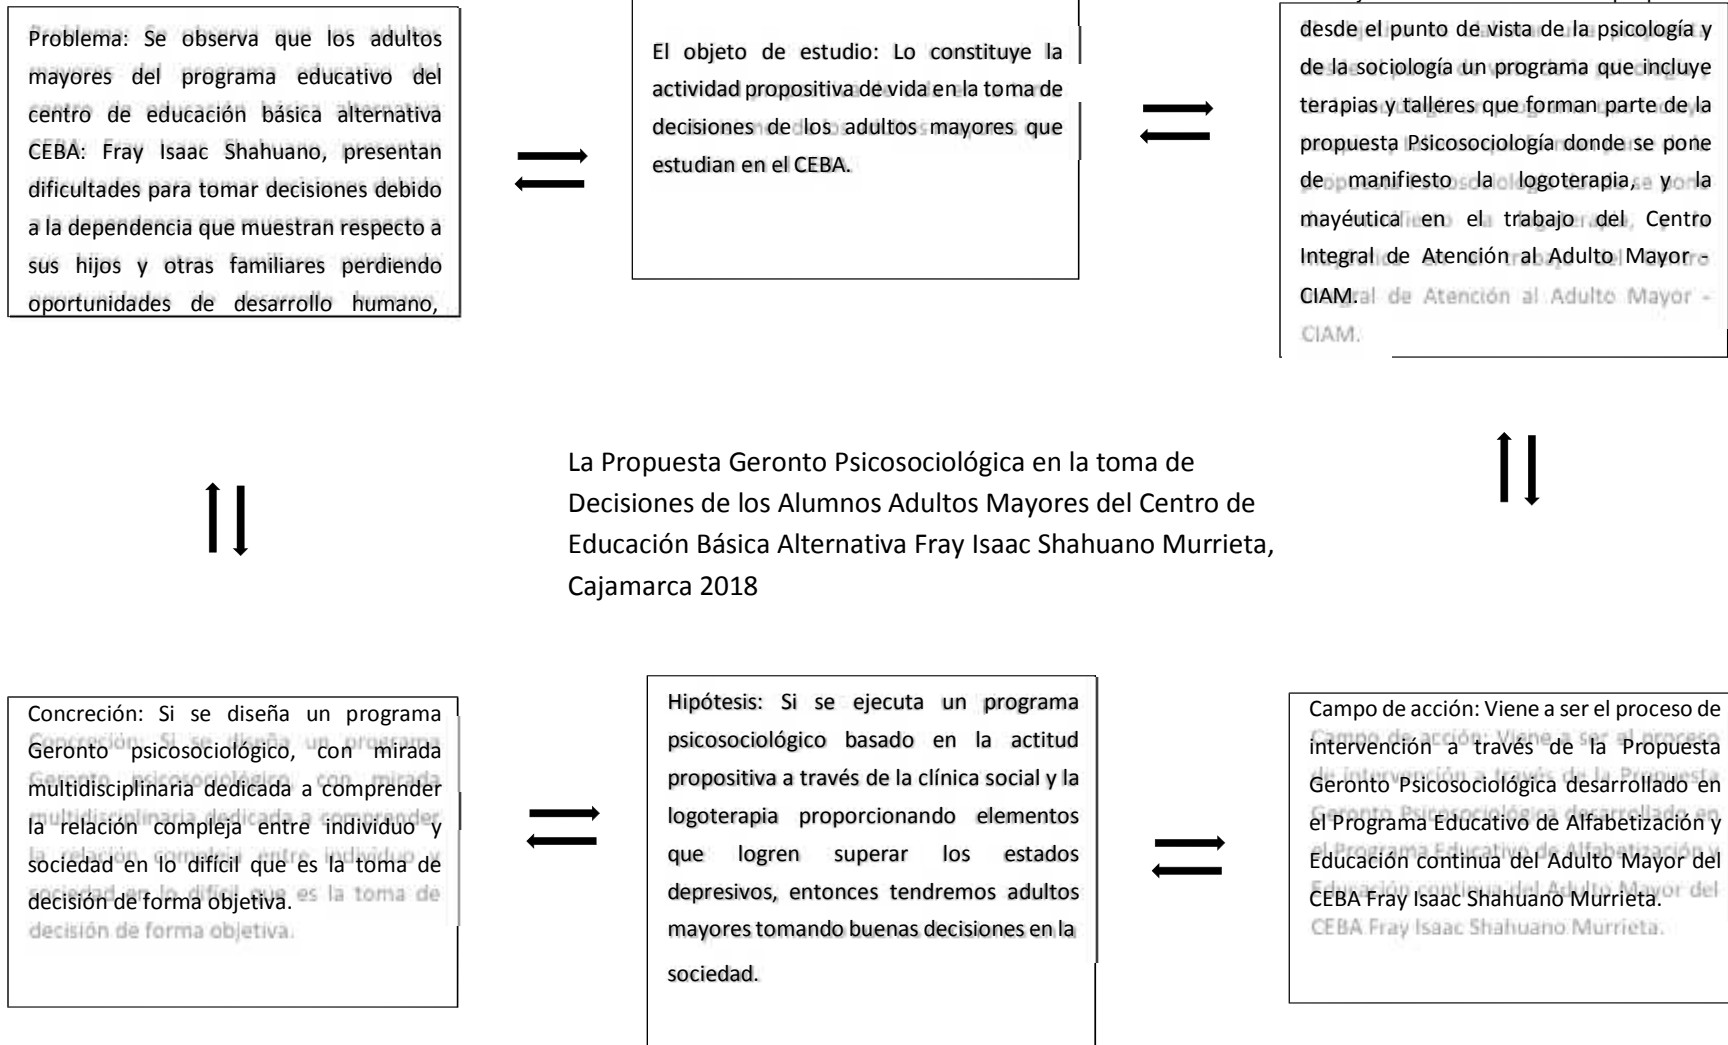 Problema: Se observa que los adultos
mayores del programa educativo del
centro de educación básica alternativa
CEBA: Fray Isaac Shahuano, presentan
dificultades para tomar decisiones debido
a la dependencia que muestran respecto a
sus hijos y otras familiares perdiendo
oportunidades de desarrollo humano,
El objeto de estudio: Lo constituye la
actividad propositiva de vida en la toma de
decisiones de los adultos mayores que
estudian en el CEBA.
desde el punto de vista de la psicología y
de la sociología un programa que incluye
terapias y talleres que forman parte de la
propuesta Psicosociología donde se pone
de manifiesto la logoterapia, y la
mayéutica en el trabajo del Centro
Integral de Atención al Adulto Mayor -
CIAM.
La Propuesta Geronto Psicosociológica en la toma de
Decisiones de los Alumnos Adultos Mayores del Centro de
Educación Básica Alternativa Fray Isaac Shahuano Murrieta,
Cajamarca 2018
Concreción: Si se diseña un programa
Geronto psicosociológico, con mirada
multidisciplinaria dedicada a comprender
la relación compleja entre individuo y
sociedad en lo difícil que es la toma de
decisión de forma objetiva.
Hipótesis: Si se ejecuta un programa
psicosociológico basado en la actitud
propositiva a través de la clínica social y la
logoterapia proporcionando elementos
que logren superar los estados
depresivos, entonces tendremos adultos
mayores tomando buenas decisiones en la
sociedad.
Campo de acción: Viene a ser el proceso de
intervención a través de la Propuesta
Geronto Psicosociológica desarrollado en
el Programa Educativo de Alfabetización y
Educación continua del Adulto Mayor del
CEBA Fray Isaac Shahuano Murrieta.